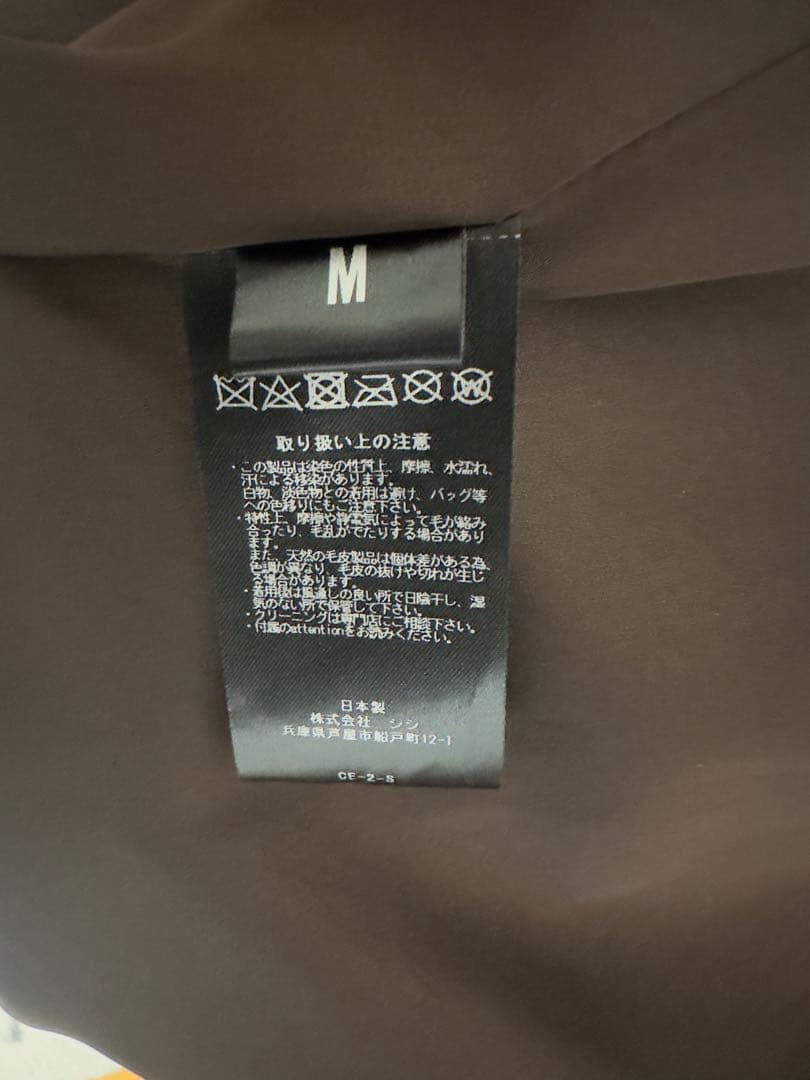 M
取り扱い上の注意
・この製品は染色の性質上、摩擦、水濡れ、
汗による移染があります。
白物、淡色物との着用は避け、バッグ等
への色移りにもご注意下さい。
・特性上、摩擦や静電気によって毛が絡み
合ったり、毛乱がでたりする場合があり
ます。
また、天然の毛皮製品は個体差がある為、
色調が異なり、毛皮の抜けや切れが生じ
る場合があります。
・着用後は風通しの良い所で日陰干し、湿
気のない所で保管して下さい。
・クリーニングは専門店にご相談下さい。
・付属のattentionをお読みください。
日本製
株式会社 シシ
兵庫県芦屋市船戸町12-1
CE-2-S